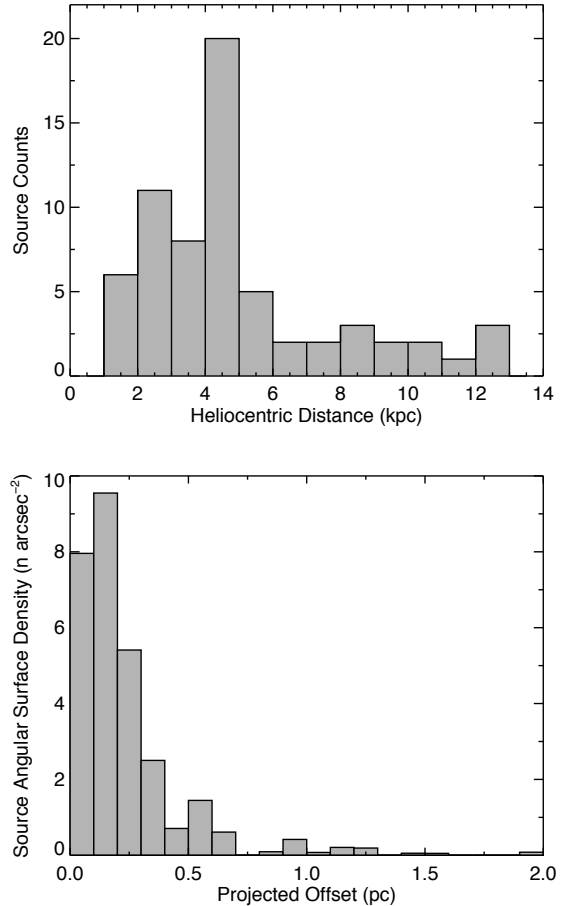 20
15
10
5
0
Source Counts
0 2 4 6 8 10 12 14
Heliocentric Distance (kpc)
10
8
6
4
2
0
Source Angular Surface Density (n arcsec⁻²)
0.0 0.5 1.0 1.5 2.0
Projected Offset (pc)